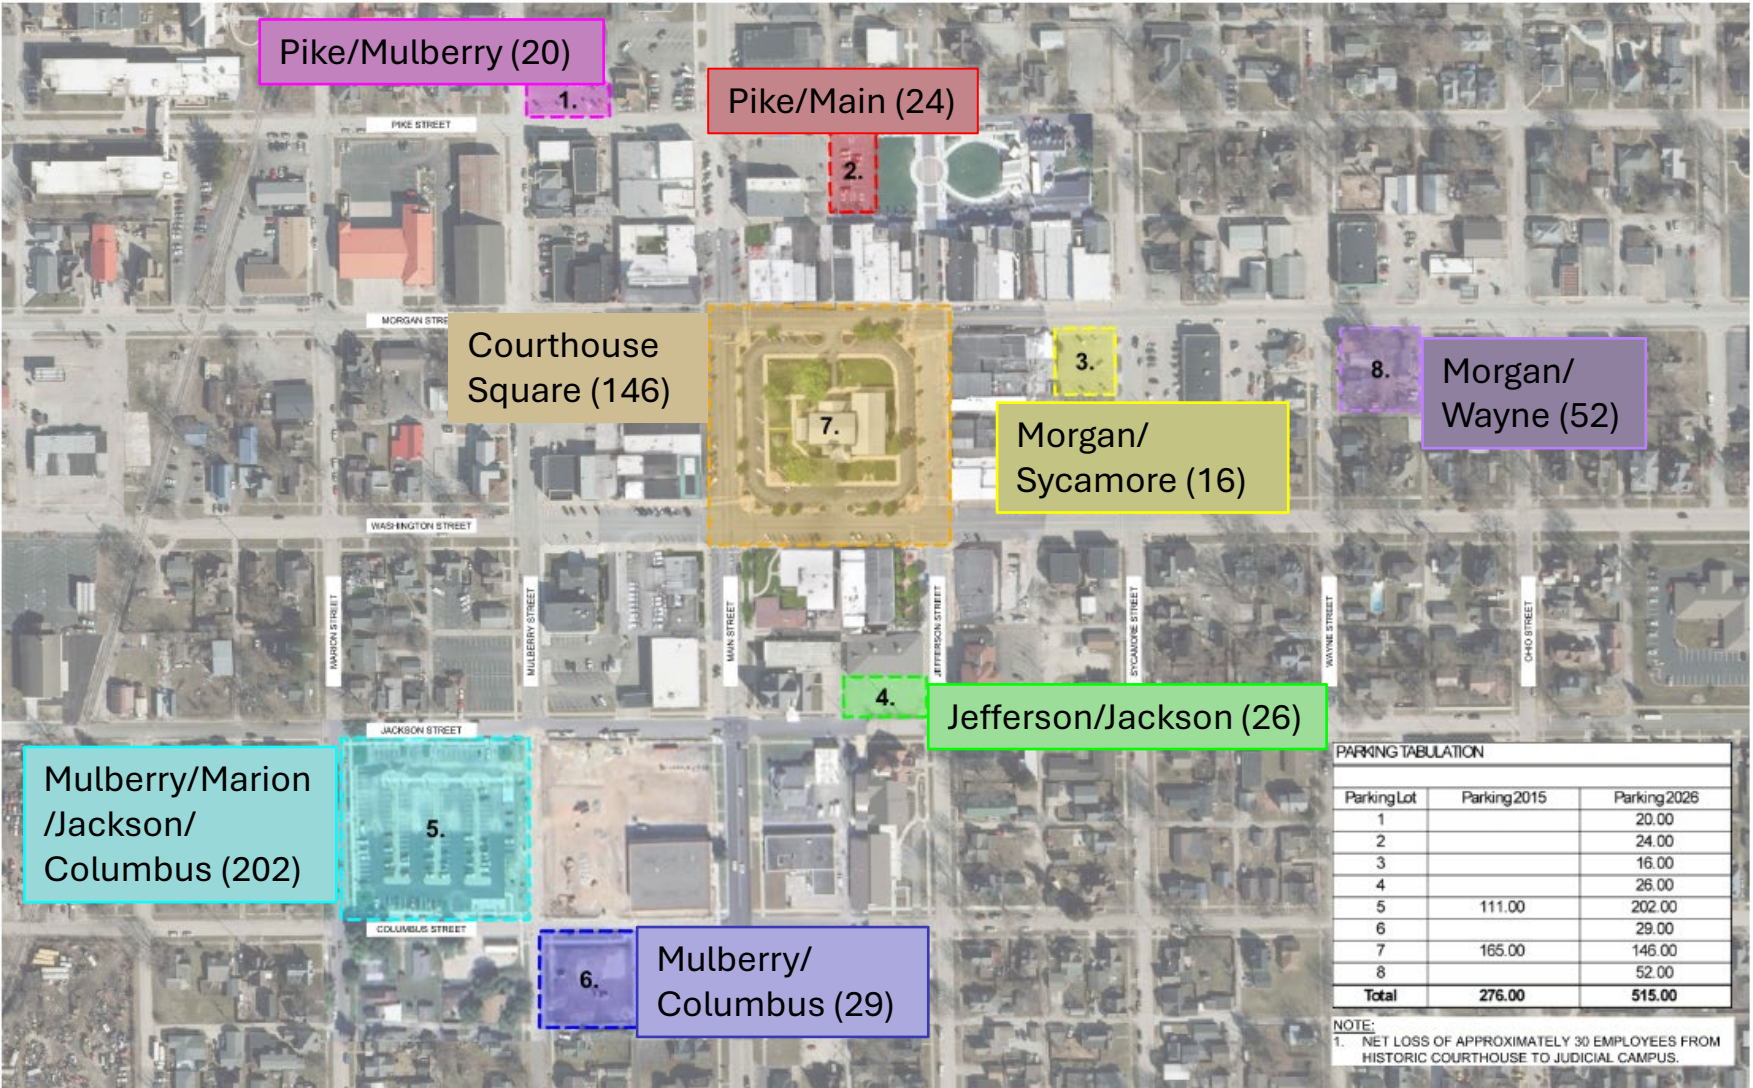 Pike/Mulberry (20)
1.
Pike/Main (24)
2.
PIKE STREET
MORGAN STRE
Courthouse
Square (146)
7.
3.
Morgan/
Sycamore (16)
8.
Morgan/
Wayne (52)
WASHINGTON STREET
MARION STREET
MULBERRY STREET
MAIN STREET
JEFFERSON STREET
SYCAMORE STREET
WAYNE STREET
OHIO STREET
4.
Jefferson/Jackson (26)
JACKSON STREET
Mulberry/Marion
/Jackson/
Columbus (202)
5.
COLUMBUS STREET
6.
Mulberry/
Columbus (29)
PARKING TABULATION
Parking Lot Parking 2015 Parking 2026
1 20.00
2 24.00
3 16.00
4 26.00
5 111.00 202.00
6 29.00
7 165.00 146.00
8 52.00
Total 276.00 515.00
NOTE:
1. NET LOSS OF APPROXIMATELY 30 EMPLOYEES FROM
HISTORIC COURTHOUSE TO JUDICIAL CAMPUS.